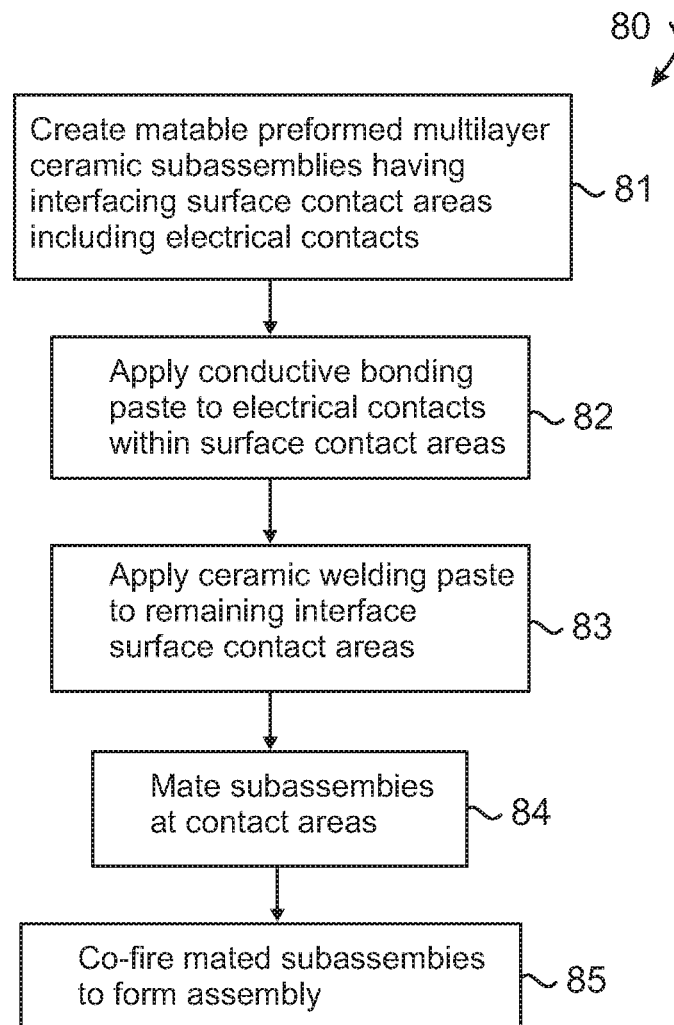 80
Create matable preformed multilayer
ceramic subassemblies having
interfacing surface contact areas
including electrical contacts
81
Apply conductive bonding
paste to electrical contacts
within surface contact areas
82
Apply ceramic welding paste
to remaining interface
surface contact areas
83
Mate subassembies
at contact areas
84
Co-fire mated subassembies
to form assembly
85